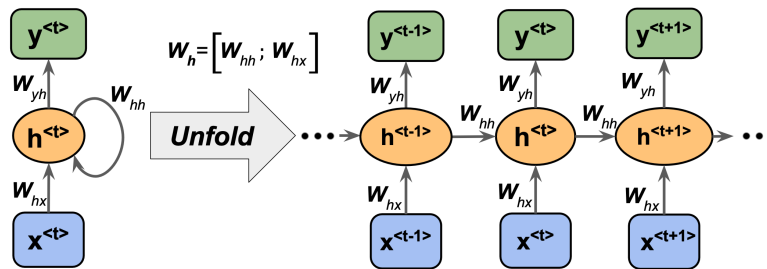 y<t>
W_h=[W_hh ; W_hx]
y<t-1>
y<t>
y<t+1>
W_yh
W_hh
W_yh
W_yh
W_yh
h<t>
Unfold
h<t-1>
W_hh
h<t>
W_hh
h<t+1>
W_hx
W_hx
W_hx
W_hx
x<t>
x<t-1>
x<t>
x<t+1>